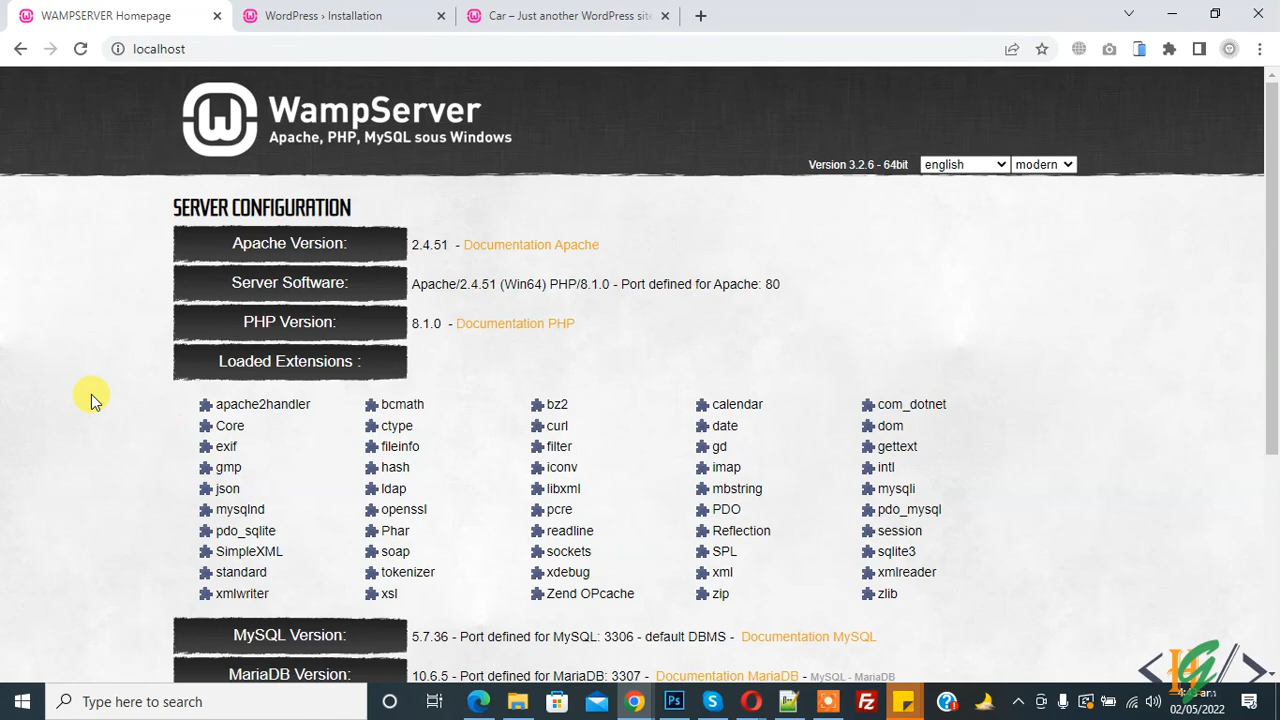 WAMPSERVER Homepage
WordPress › Installation
Car – Just another WordPress site
localhost
WampServer
Apache, PHP, MySQL sous Windows
Version 3.2.6 - 64bit
english
modern
SERVER CONFIGURATION
Apache Version: 2.4.51 - Documentation Apache
Server Software: Apache/2.4.51 (Win64) PHP/8.1.0 - Port defined for Apache: 80
PHP Version: 8.1.0 - Documentation PHP
Loaded Extensions :
apache2handler bcmath bz2 calendar com_dotnet
Core ctype curl date dom
exif fileinfo filter gd gettext
gmp hash iconv imap intl
json ldap libxml mbstring mysqli
mysqlnd openssl pcre PDO pdo_mysql
pdo_sqlite Phar readline Reflection session
SimpleXML soap sockets SPL sqlite3
standard tokenizer xdebug xml xmlreader
xmlwriter xsl Zend OPcache zip zlib
MySQL Version: 5.7.36 - Port defined for MySQL: 3306 - default DBMS - Documentation MySQL
MariaDB Version: 10.6.5 - Port defined for MariaDB: 3307 - Documentation MariaDB - MySQL - MariaDB
Type here to search
02/05/2022